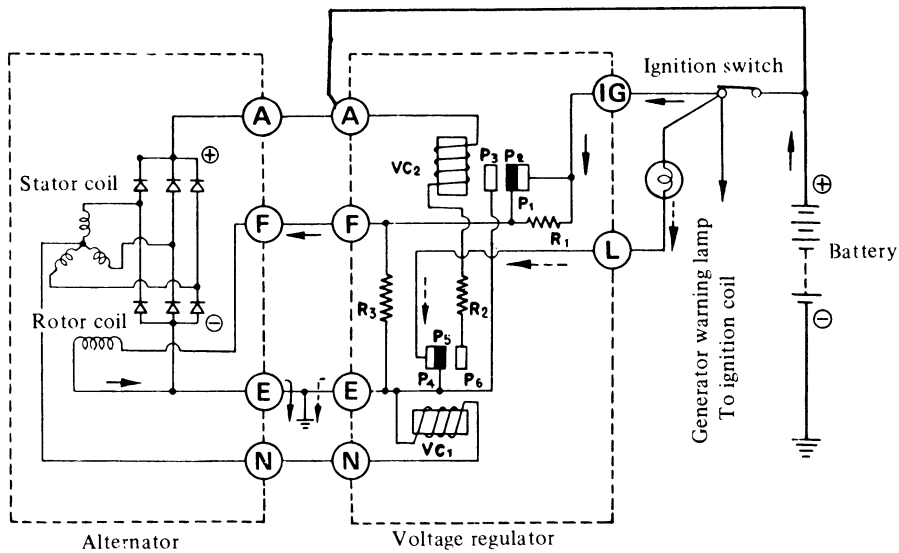 Ignition switch
A
A
IG
P3
P2
VC2
P1
Stator coil
+
F
F
R1
L
+
Battery
R3
R2
−
−
Rotor coil
P5
P4
P6
E
E
VC1
N
N
Generator warning lamp
To ignition coil
Alternator
Voltage regulator